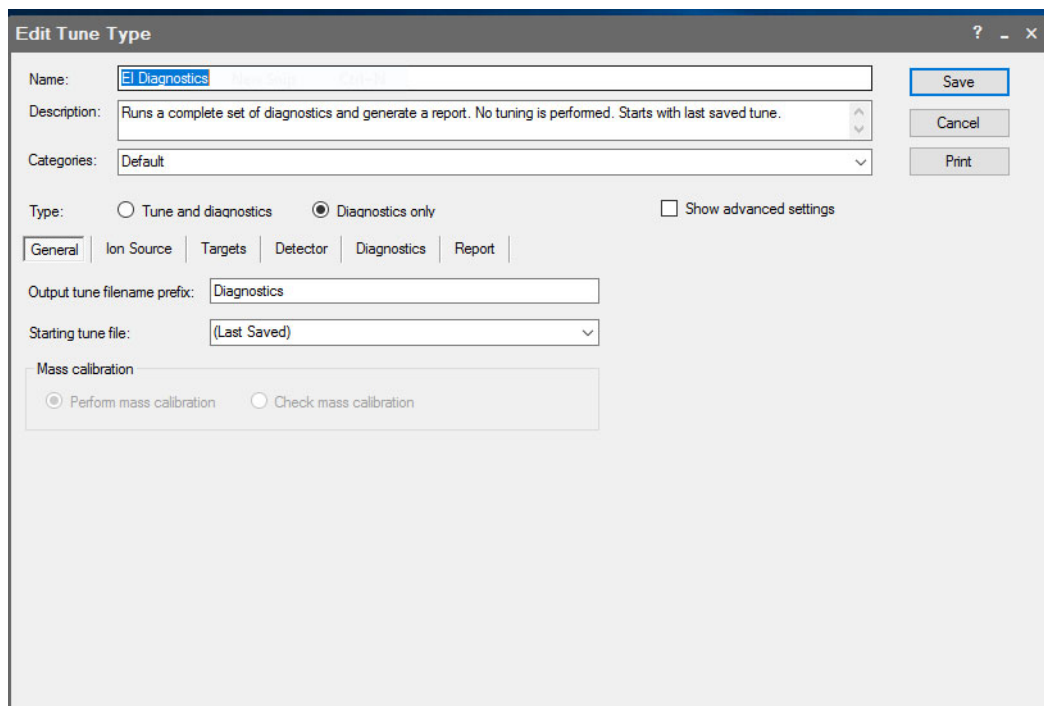 Edit Tune Type
? _ ×
Name: EI Diagnostics
Save
Description: Runs a complete set of diagnostics and generate a report. No tuning is performed. Starts with last saved tune.
Cancel
Categories: Default
Print
Type: Tune and diagnostics Diagnostics only Show advanced settings
General Ion Source Targets Detector Diagnostics Report
Output tune filename prefix: Diagnostics
Starting tune file: (Last Saved)
Mass calibration
Perform mass calibration Check mass calibration